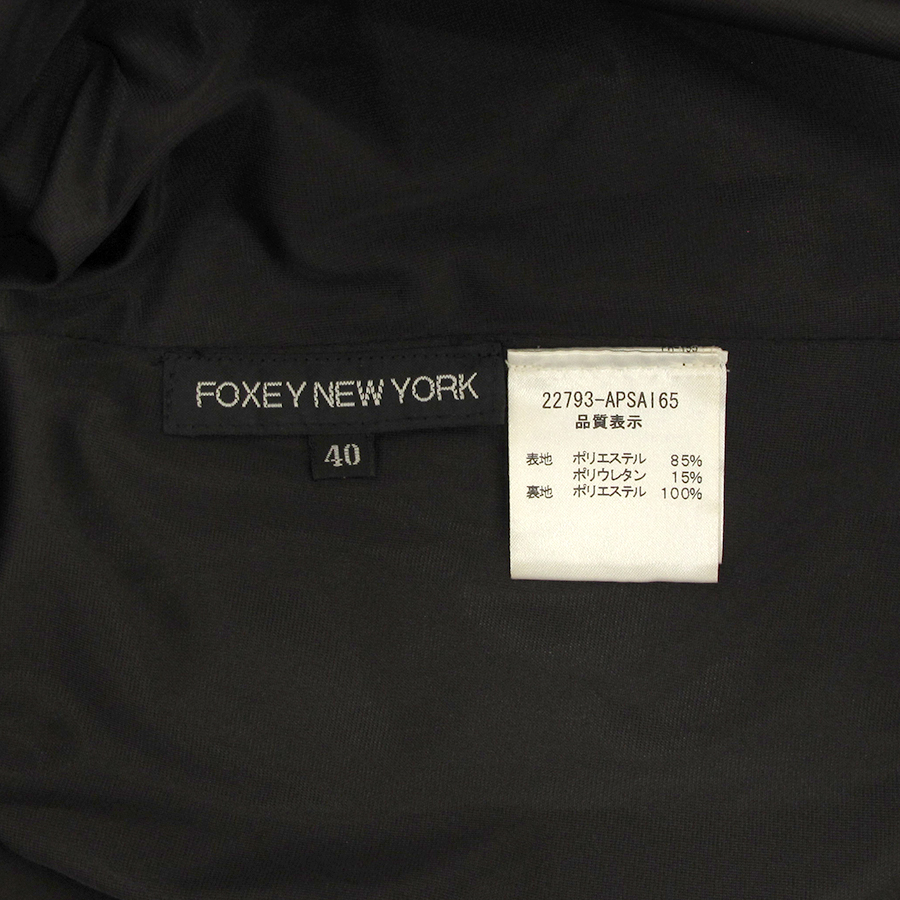 FOXEY NEW YORK
40
22793-APSAI65
品質表示
表地 ポリエステル 85%
ポリウレタン 15%
裏地 ポリエステル 100%